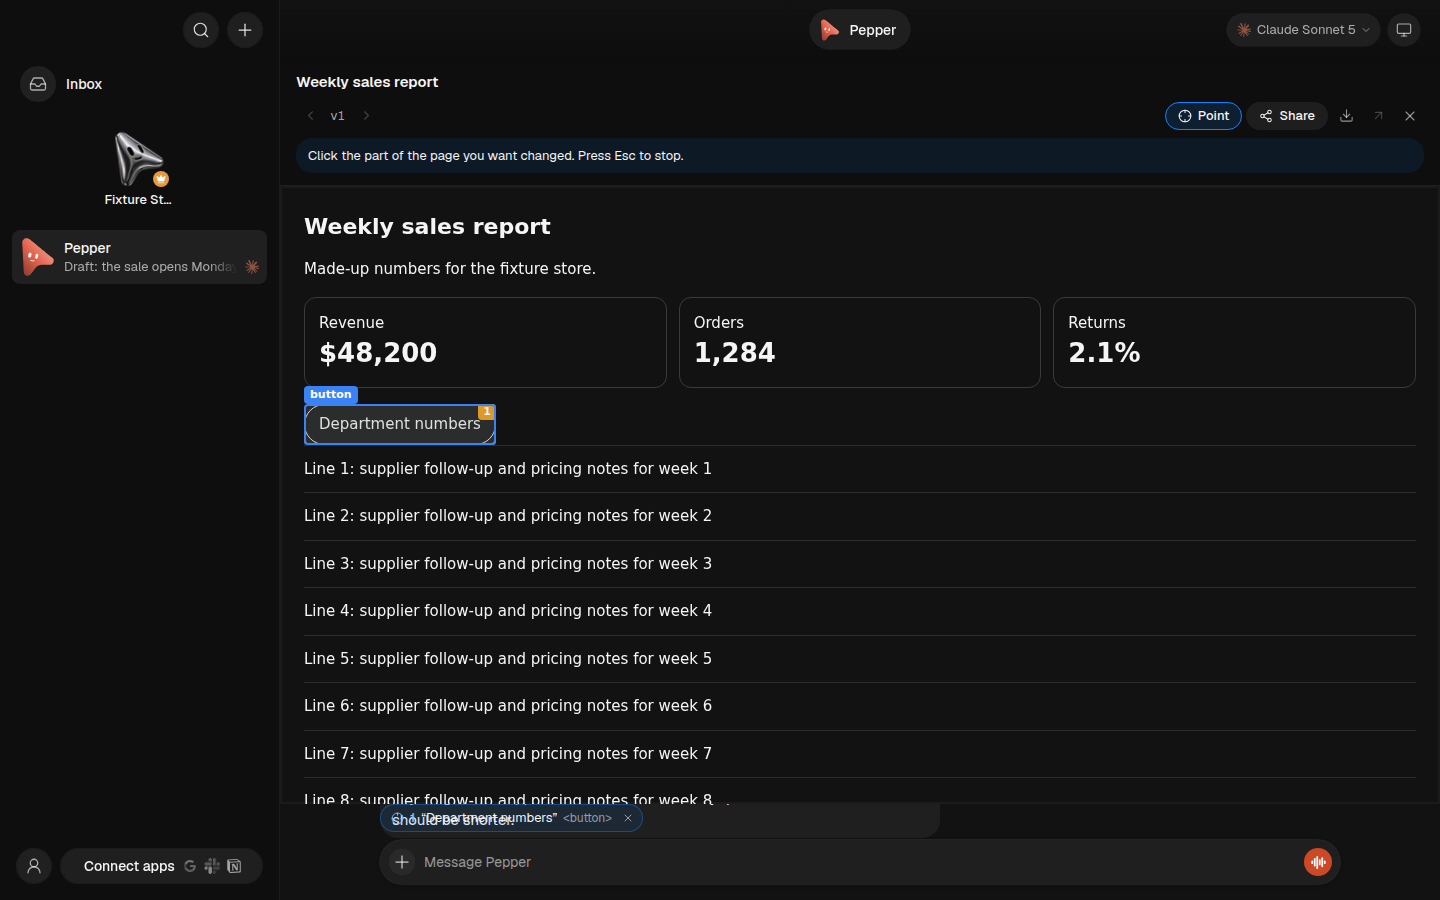 Pepper
Claude Sonnet 5
Inbox
Weekly sales report
v1
Point
Share
Click the part of the page you want changed. Press Esc to stop.
Fixture St...
Pepper
Draft: the sale opens Monda
Weekly sales report
Made-up numbers for the fixture store.
Revenue
$48,200
Orders
1,284
Returns
2.1%
button
Department numbers
1
Line 1: supplier follow-up and pricing notes for week 1
Line 2: supplier follow-up and pricing notes for week 2
Line 3: supplier follow-up and pricing notes for week 3
Line 4: supplier follow-up and pricing notes for week 4
Line 5: supplier follow-up and pricing notes for week 5
Line 6: supplier follow-up and pricing notes for week 6
Line 7: supplier follow-up and pricing notes for week 7
Line 8: supplier follow-up and pricing notes for week 8
"Department numbers" <button>
should be shorter.
Message Pepper
Connect apps